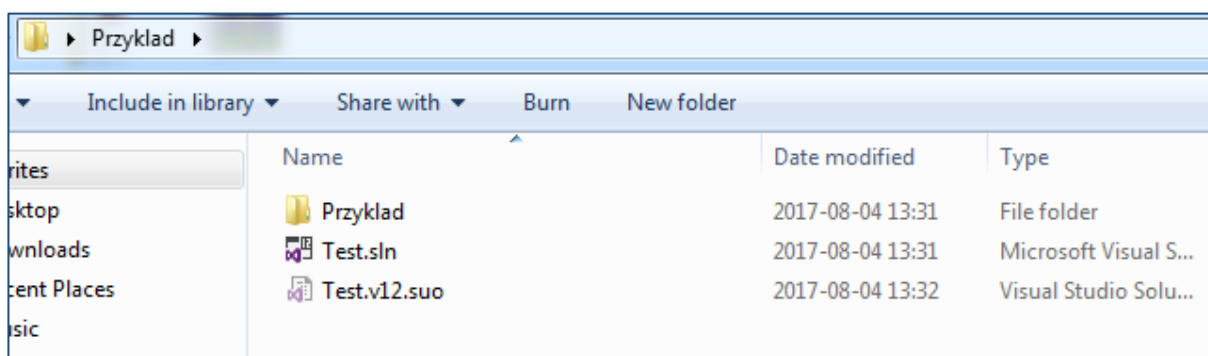 Przyklad
Include in library Share with Burn New folder
Name Date modified Type
rites
Przyklad 2017-08-04 13:31 File folder
sktop
Test.sln 2017-08-04 13:31 Microsoft Visual S...
wnloads
Test.v12.suo 2017-08-04 13:32 Visual Studio Solu...
cent Places
usic